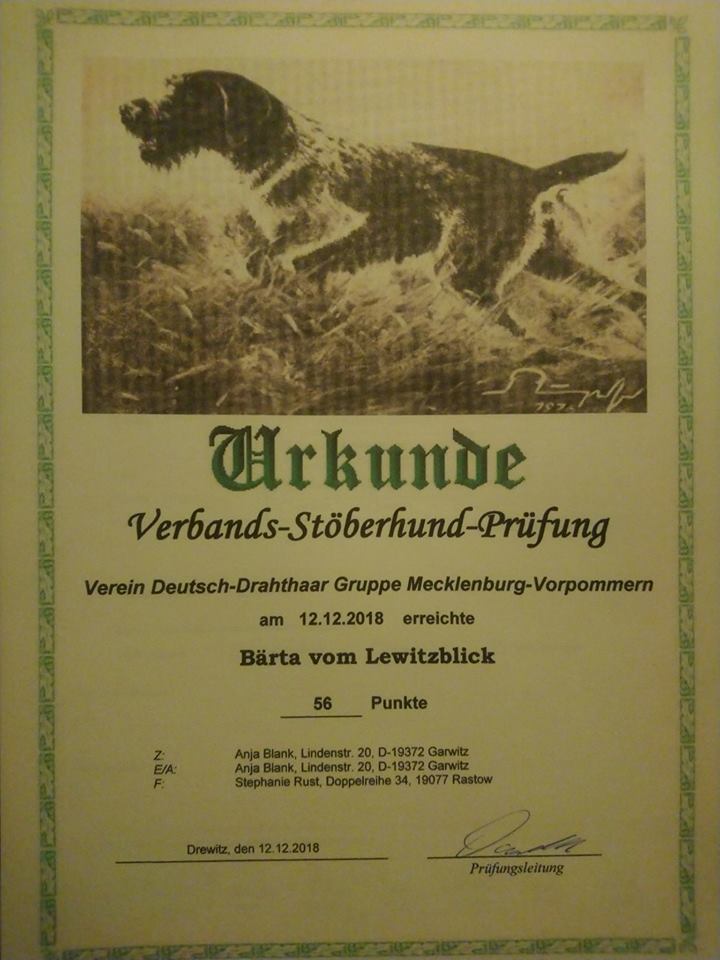 Urkunde
Verbands-Stöberhund-Prüfung
Verein Deutsch-Drahthaar Gruppe Mecklenburg-Vorpommern
am 12.12.2018 erreichte
Bärta vom Lewitzblick
56 Punkte
Z: Anja Blank, Lindenstr. 20, D-19372 Garwitz
E/A: Anja Blank, Lindenstr. 20, D-19372 Garwitz
F: Stephanie Rust, Doppelreihe 34, 19077 Rastow
Drewitz, den 12.12.2018
Prüfungsleitung